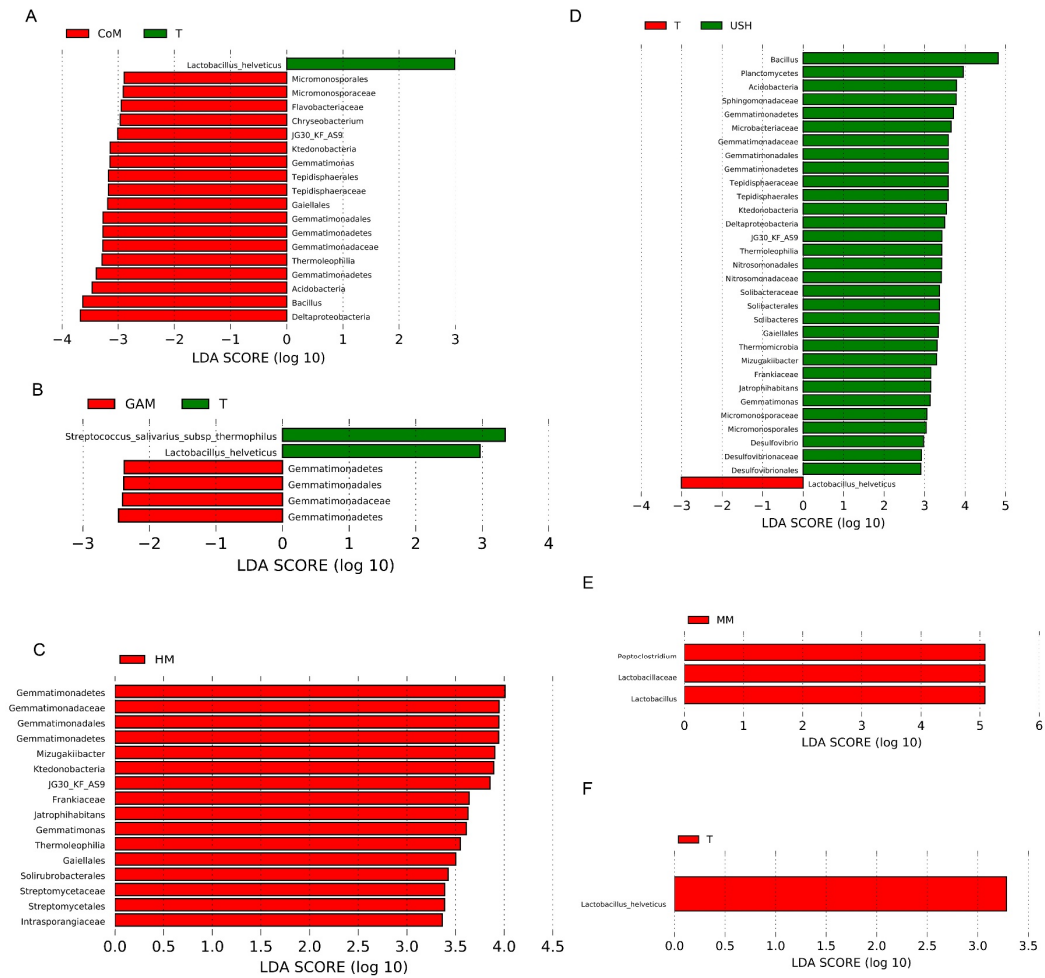 A
CoM T
Lactobacillus_helveticus
Micromonosporales
Micromonosporaceae
Flavobacteriaceae
Chryseobacterium
JG30_KF_AS9
Ktedonobacteria
Gemmatimonas
Tepidisphaerales
Tepidisphaeraceae
Gaiellales
Gemmatimonadales
Gemmatimonadetes
Gemmatimonadaceae
Thermoleophilia
Gemmatimonadetes
Acidobacteria
Bacillus
Deltaproteobacteria
−4 −3 −2 −1 0 1 2 3
LDA SCORE (log 10)
B
GAM T
Streptococcus_salivarius_subsp_thermophilus
Lactobacillus_helveticus
Gemmatimonadetes
Gemmatimonadales
Gemmatimonadaceae
Gemmatimonadetes
−3 −2 −1 0 1 2 3 4
LDA SCORE (log 10)
C
HM
Gemmatimonadetes
Gemmatimonadaceae
Gemmatimonadales
Gemmatimonadetes
Mizugakiibacter
Ktedonobacteria
JG30_KF_AS9
Frankiaceae
Jatrophihabitans
Gemmatimonas
Thermoleophilia
Gaiellales
Solirubrobacterales
Streptomycetaceae
Streptomycetales
Intrasporangiaceae
0.0 0.5 1.0 1.5 2.0 2.5 3.0 3.5 4.0 4.5
LDA SCORE (log 10)
D
T USH
Bacillus
Planctomycetes
Acidobacteria
Sphingomonadaceae
Gemmatimonadetes
Microbacteriaceae
Gemmatimonadaceae
Gemmatimonadales
Gemmatimonadetes
Tepidisphaeraceae
Tepidisphaerales
Ktedonobacteria
Deltaproteobacteria
JG30_KF_AS9
Thermoleophilia
Nitrosomonadales
Nitrosomonadaceae
Solibacteraceae
Solibacterales
Solibacteres
Gaiellales
Thermomicrobia
Mizugakiibacter
Frankiaceae
Jatrophihabitans
Gemmatimonas
Micromonosporaceae
Micromonosporales
Desulfovibrio
Desulfovibrionaceae
Desulfovibrionales
Lactobacillus_helveticus
−4 −3 −2 −1 0 1 2 3 4 5
LDA SCORE (log 10)
E
MM
Peptoclostridium
Lactobacillaceae
Lactobacillus
0 1 2 3 4 5 6
LDA SCORE (log 10)
F
T
Lactobacillus_helveticus
0.0 0.5 1.0 1.5 2.0 2.5 3.0 3.5
LDA SCORE (log 10)